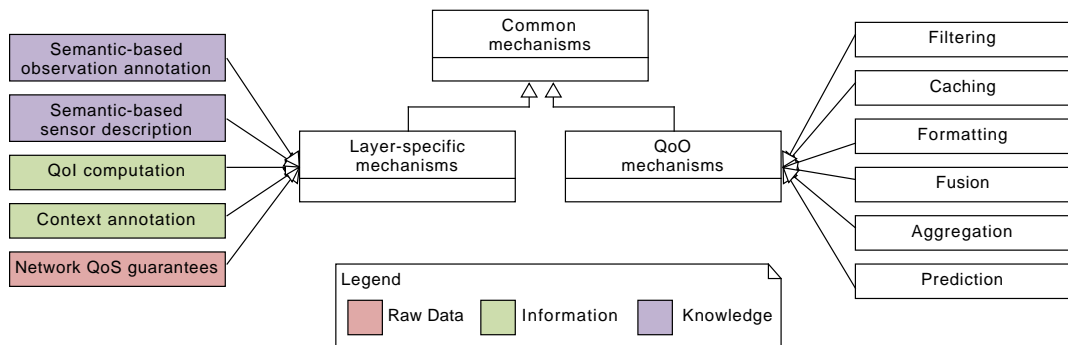 Common
mechanisms
Semantic-based
observation annotation
Semantic-based
sensor description
QoI computation
Context annotation
Network QoS guarantees
Layer-specific
mechanisms
QoO
mechanisms
Filtering
Caching
Formatting
Fusion
Aggregation
Prediction
Legend
Raw Data
Information
Knowledge